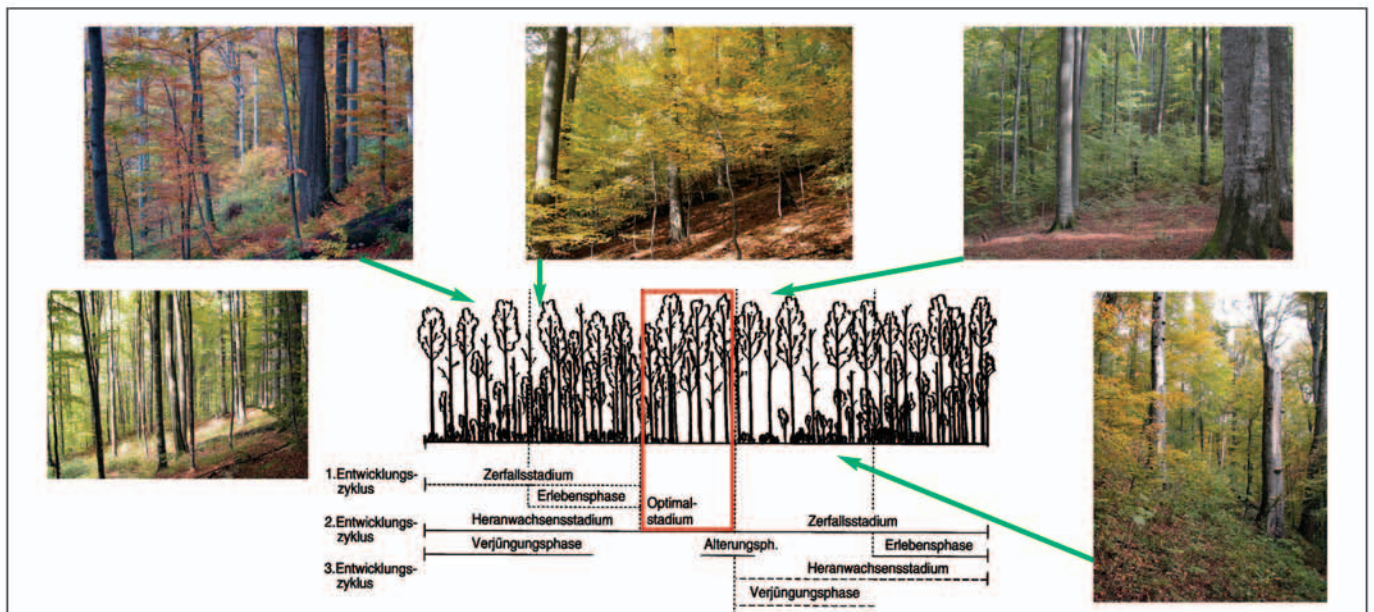 1.Entwicklungs-
zyklus
Zerfallsstadium
Erlebensphase
Optimal-
stadium
2.Entwicklungs-
zyklus
Heranwachsensstadium
Zerfallsstadium
Verjüngungsphase
Alterungsph.
Erlebensphase
3.Entwicklungs-
zyklus
Heranwachsensstadium
Verjüngungsphase